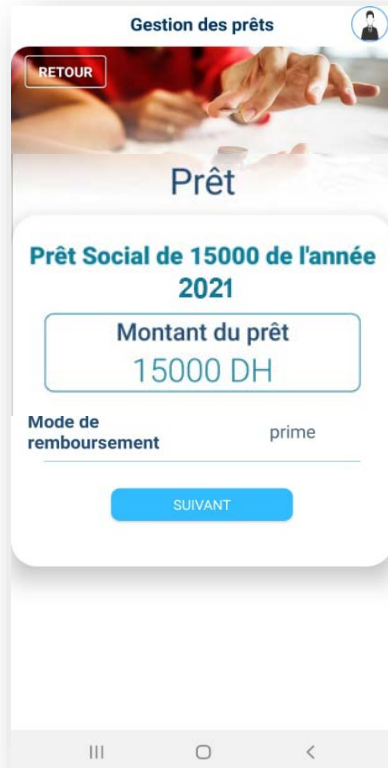 Gestion des prêts
RETOUR
Prêt
Prêt Social de 15000 de l'année
2021
Montant du prêt
15000 DH
Mode de
remboursement
prime
SUIVANT